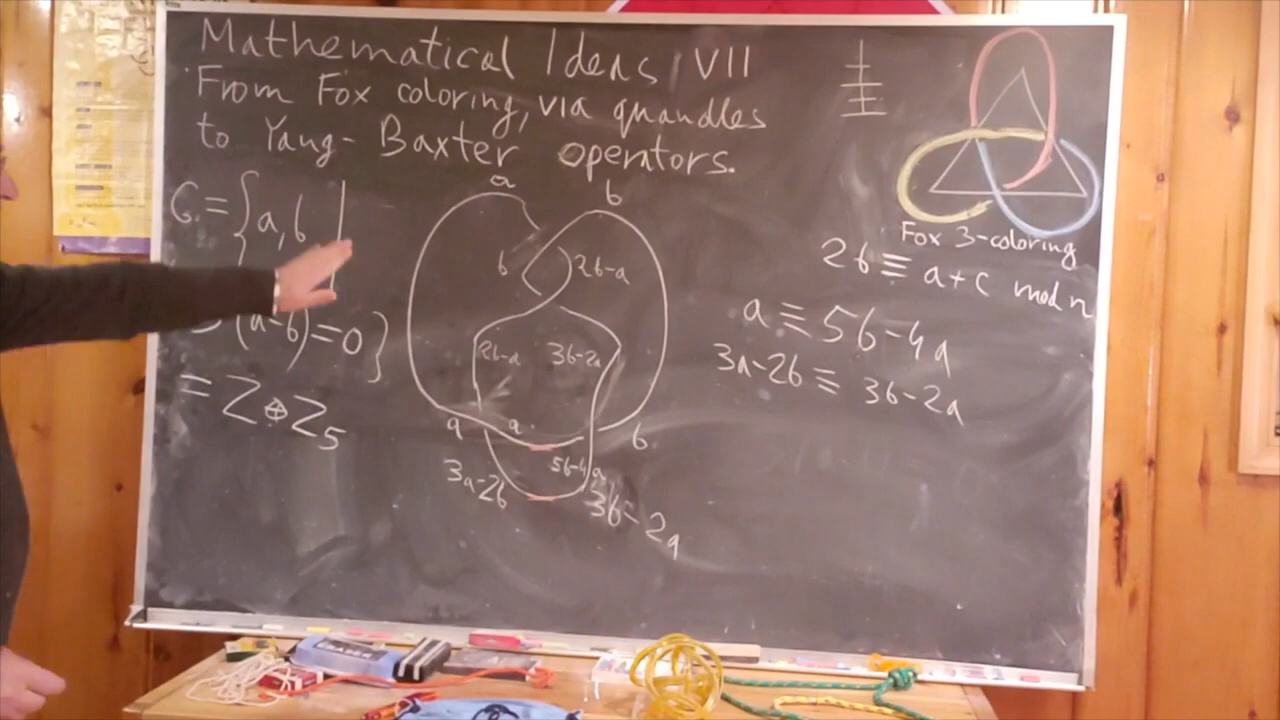 Mathematical Ideas VII
From Fox coloring, via quandles
to Yang-Baxter operators.
Fox 3-coloring
2b ≡ a+c mod n
G = { a, b |
(a-b)=0}
= Z ⊕ Z₅
a
b
b
2b-a
2b-a
3b-2a
a
a
b
3a-2b
5b-4a
3b-2a
a ≡ 5b-4a
3a-2b ≡ 3b-2a
ERASER